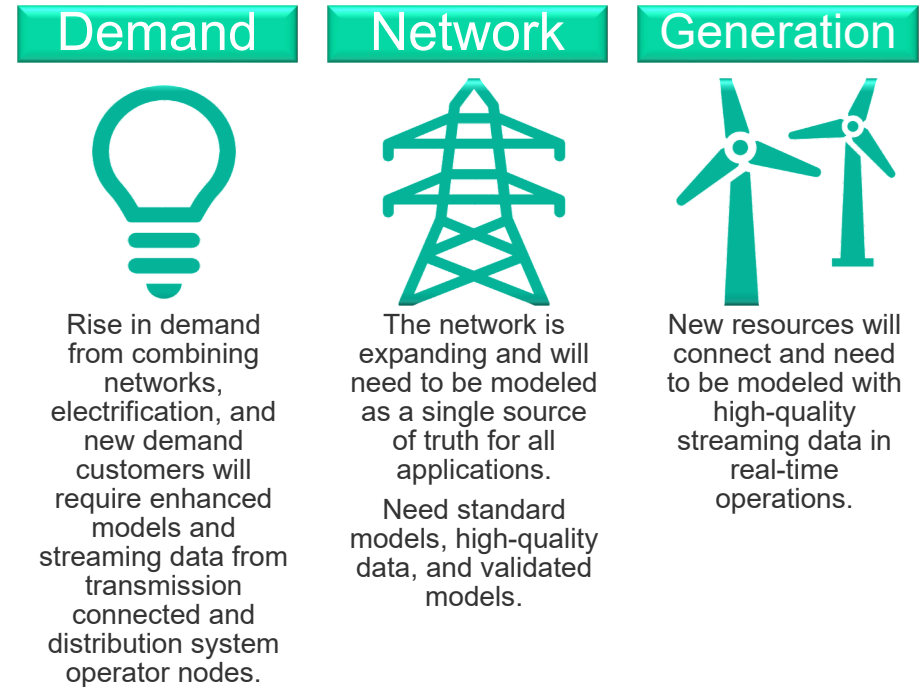 Demand
Rise in demand
from combining
networks,
electrification, and
new demand
customers will
require enhanced
models and
streaming data from
transmission
connected and
distribution system
operator nodes.
Network
The network is
expanding and will
need to be modeled
as a single source
of truth for all
applications.
Need standard
models, high-quality
data, and validated
models.
Generation
New resources will
connect and need
to be modeled with
high-quality
streaming data in
real-time
operations.